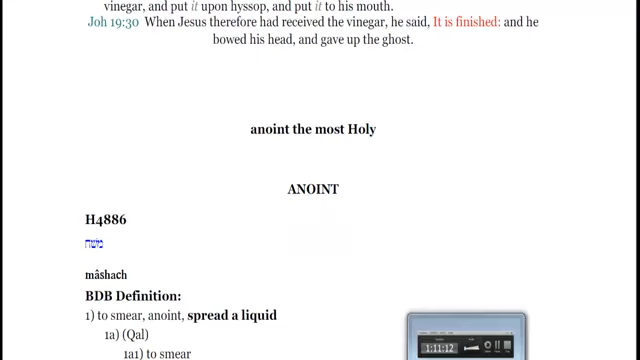 vinegar, and put it upon hyssop, and put it to his mouth.
Joh 19:30 When Jesus therefore had received the vinegar, he said, It is finished: and he
bowed his head, and gave up the ghost.
anoint the most Holy
ANOINT
H4886
משׁח
mâshach
BDB Definition:
1) to smear, anoint, spread a liquid
1a) (Qal)
1a1) to smear
1:11:12